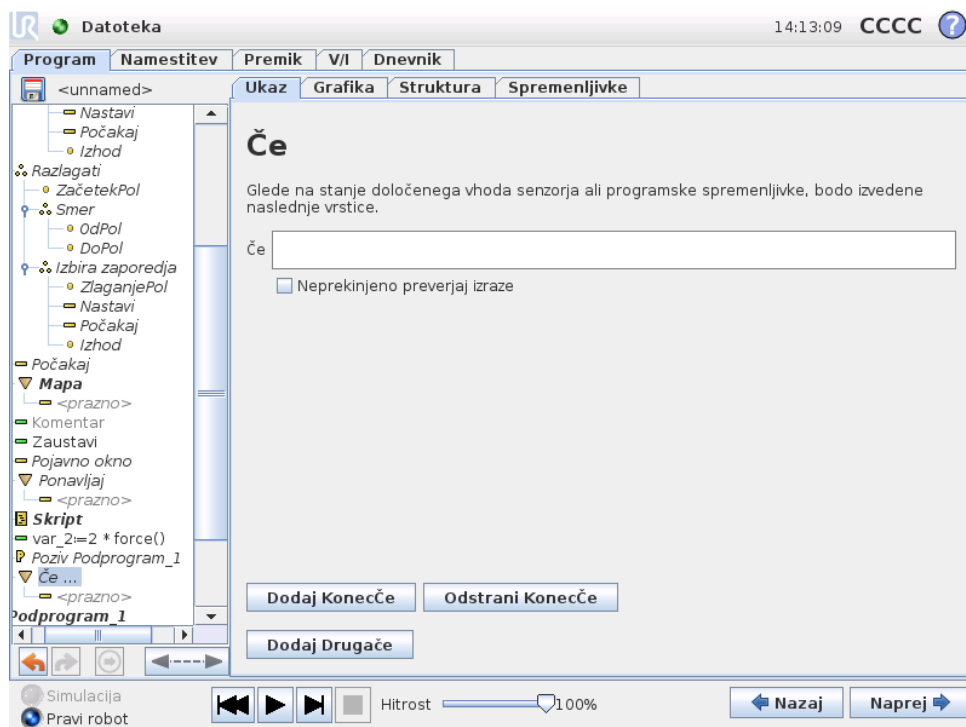 UR Datoteka 14:13:09 CCCC ?
Program Namestitev Premik V/I Dnevnik
<unnamed>
Ukaz Grafika Struktura Spremenljivke
Nastavi
Počakaj
Izhod
Razlagati
ZačetekPol
Smer
OdPol
DoPol
Izbira zaporedja
ZlaganjePol
Nastavi
Počakaj
Izhod
Počakaj
Mapa
<prazno>
Komentar
Zaustavi
Pojavno okno
Ponavljaj
<prazno>
Skript
var_2:=2 * force()
P Poziv Podprogram_1
Če ...
<prazno>
Podprogram_1
Če
Glede na stanje določenega vhoda senzorja ali programske spremenljivke, bodo izvedene
naslednje vrstice.
Če
Neprekinjeno preverjaj izraze
Dodaj KonecČe Odstrani KonecČe
Dodaj Drugače
Simulacija
Pravi robot
Hitrost 100%
Nazaj Naprej